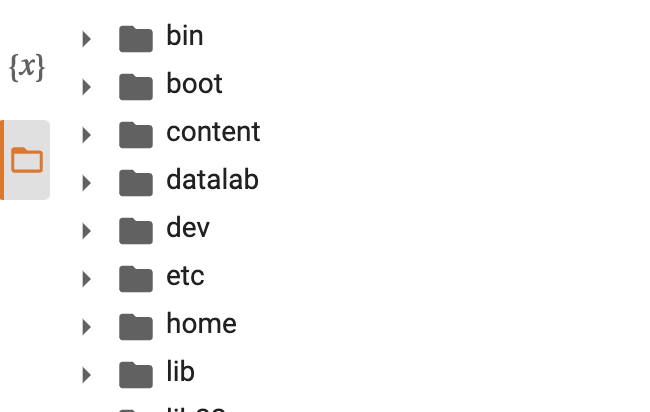 {x}
bin
boot
content
datalab
dev
etc
home
lib